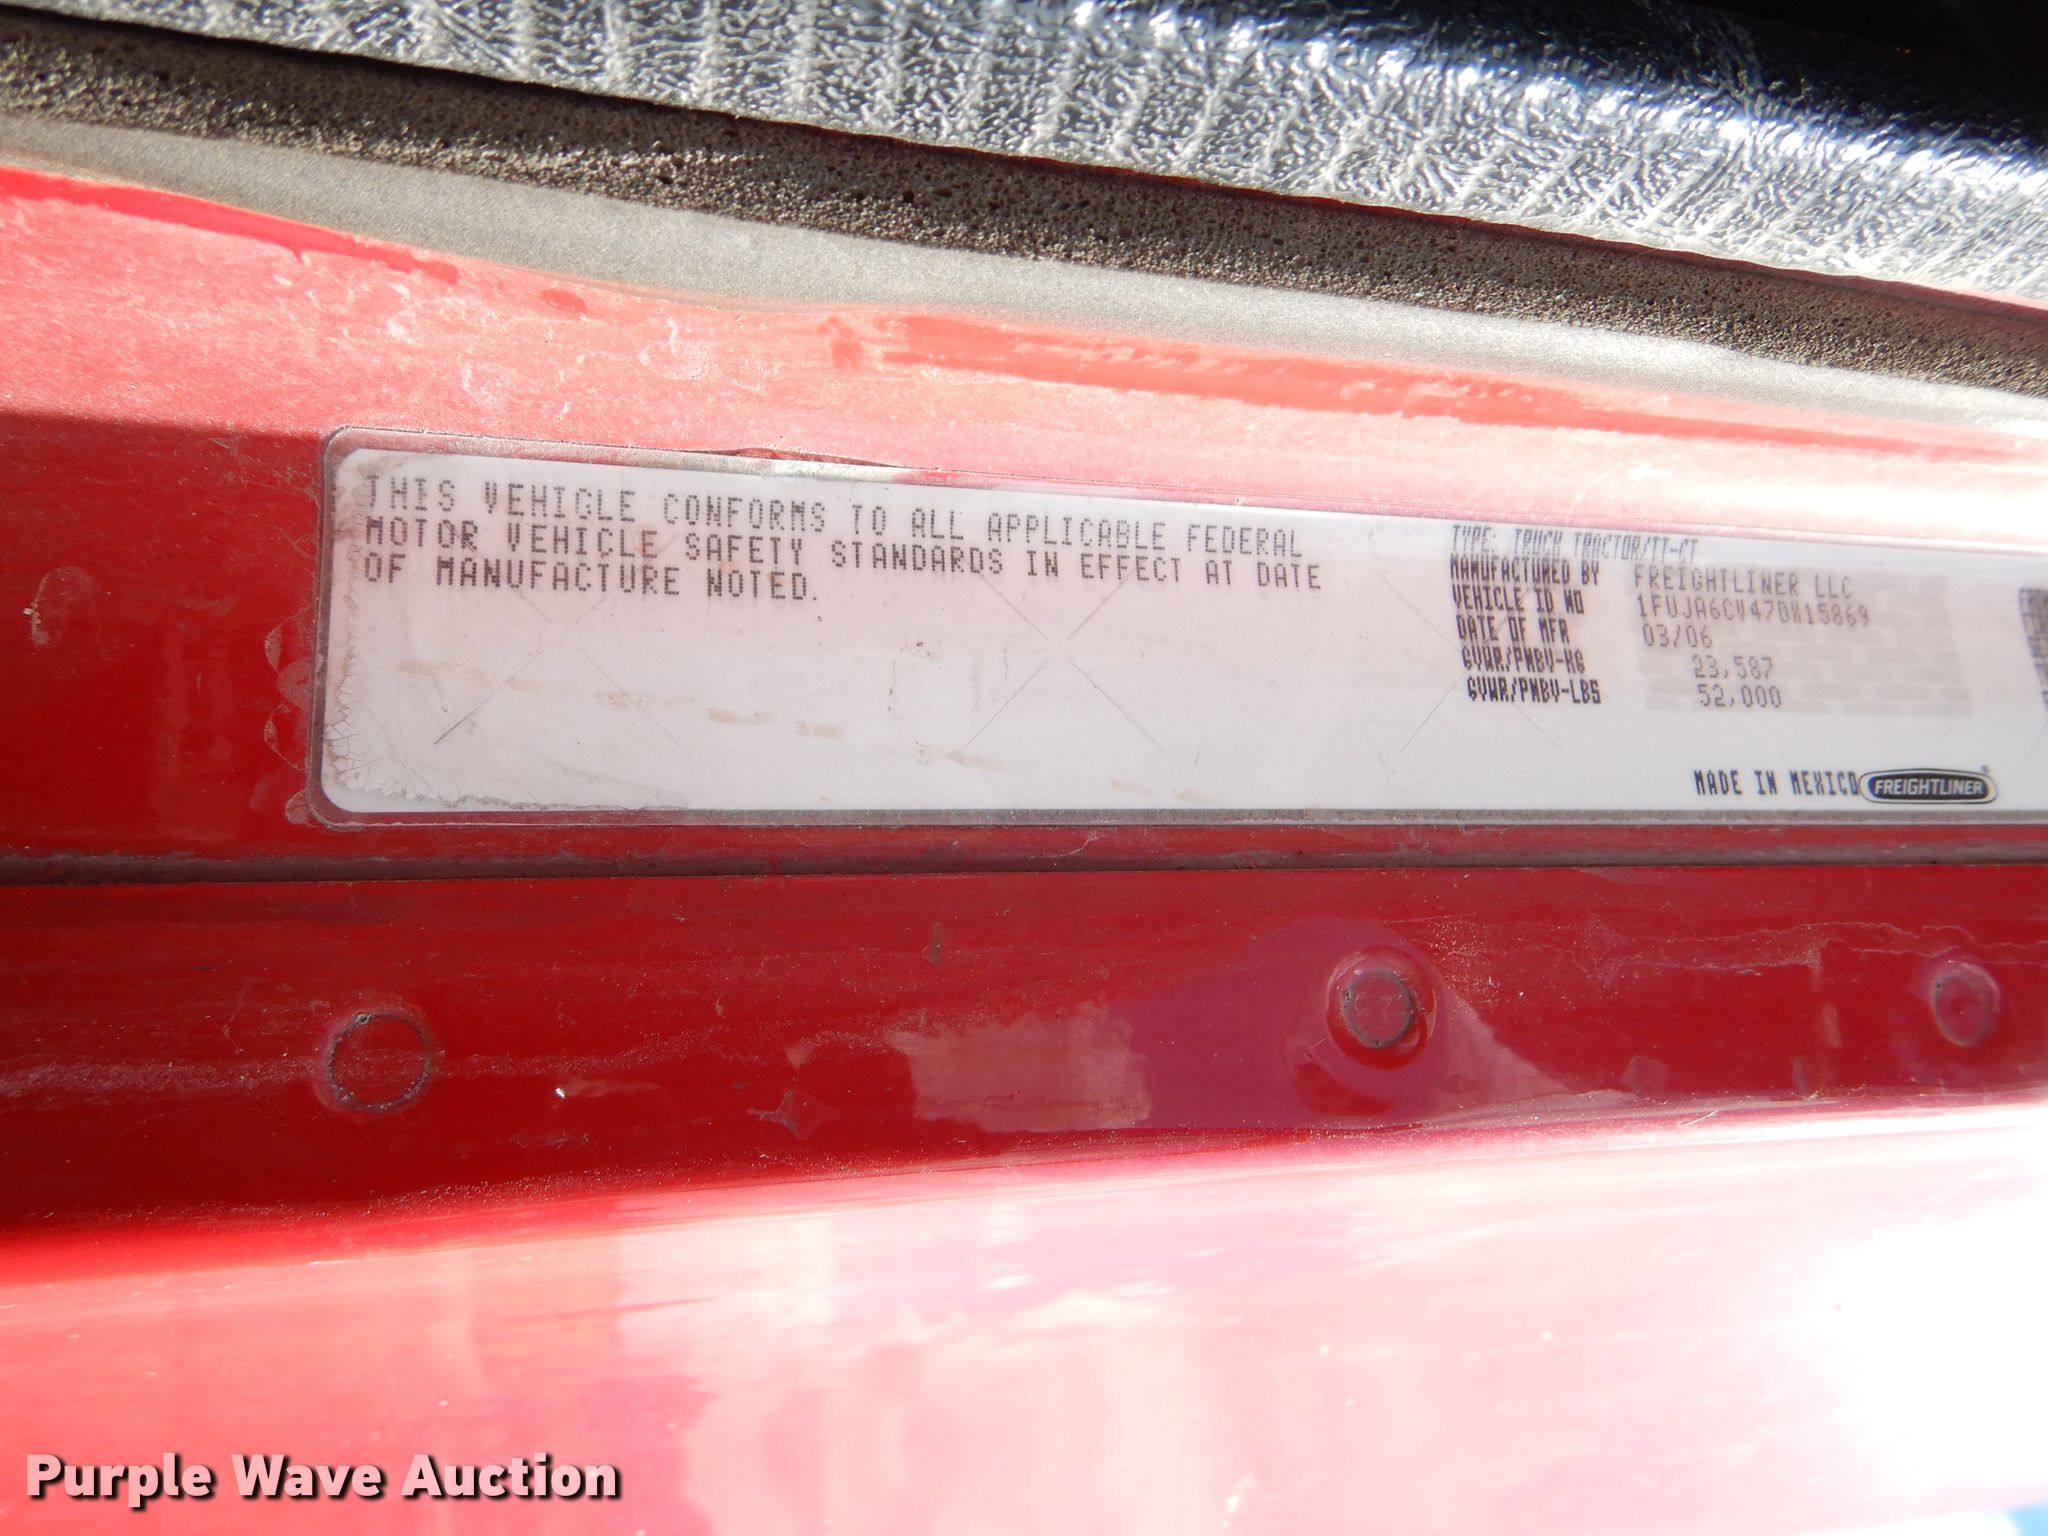 THIS VEHICLE CONFORMS TO ALL APPLICABLE FEDERAL
MOTOR VEHICLE SAFETY STANDARDS IN EFFECT AT DATE
OF MANUFACTURE NOTED.
TYPE: TRUCK TRACTOR/TT-CT
MANUFACTURED BY FREIGHTLINER LLC
VEHICLE ID NO 1FUJA6CV47DW15869
DATE OF MFR 03/06
GVWR/PNBV-KG 23,587
GVWR/PNBV-LBS 52,000
MADE IN MEXICO FREIGHTLINER®
Purple Wave Auction